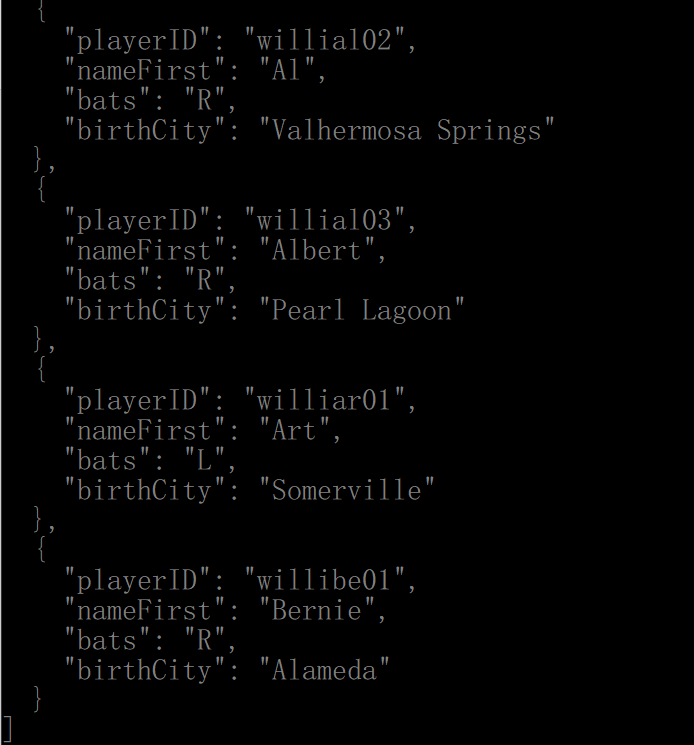 {
    "playerID": "willial02",
    "nameFirst": "Al",
    "bats": "R",
    "birthCity": "Valhermosa Springs"
  },
  {
    "playerID": "willial03",
    "nameFirst": "Albert",
    "bats": "R",
    "birthCity": "Pearl Lagoon"
  },
  {
    "playerID": "williar01",
    "nameFirst": "Art",
    "bats": "L",
    "birthCity": "Somerville"
  },
  {
    "playerID": "willibe01",
    "nameFirst": "Bernie",
    "bats": "R",
    "birthCity": "Alameda"
  }
]